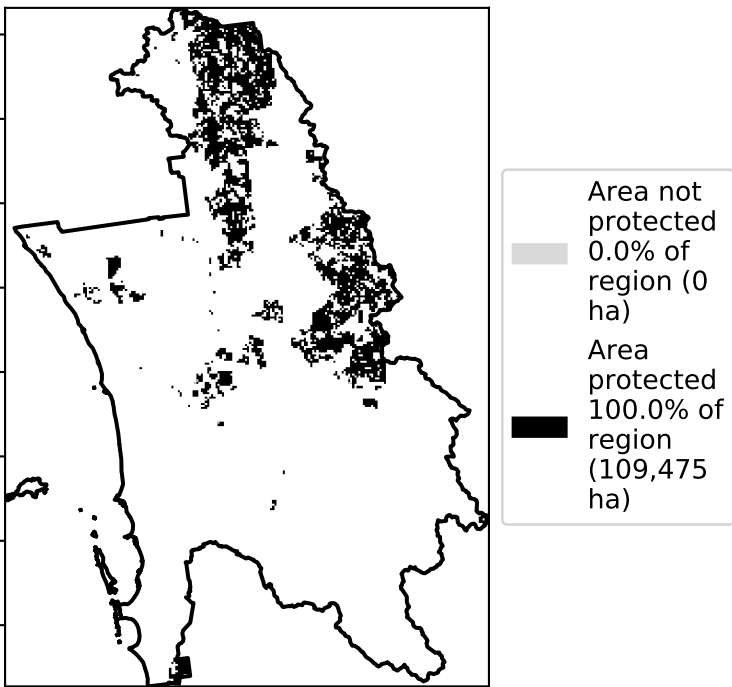 Area not
protected
0.0% of
region (0
ha)
Area
protected
100.0% of
region
(109,475
ha)